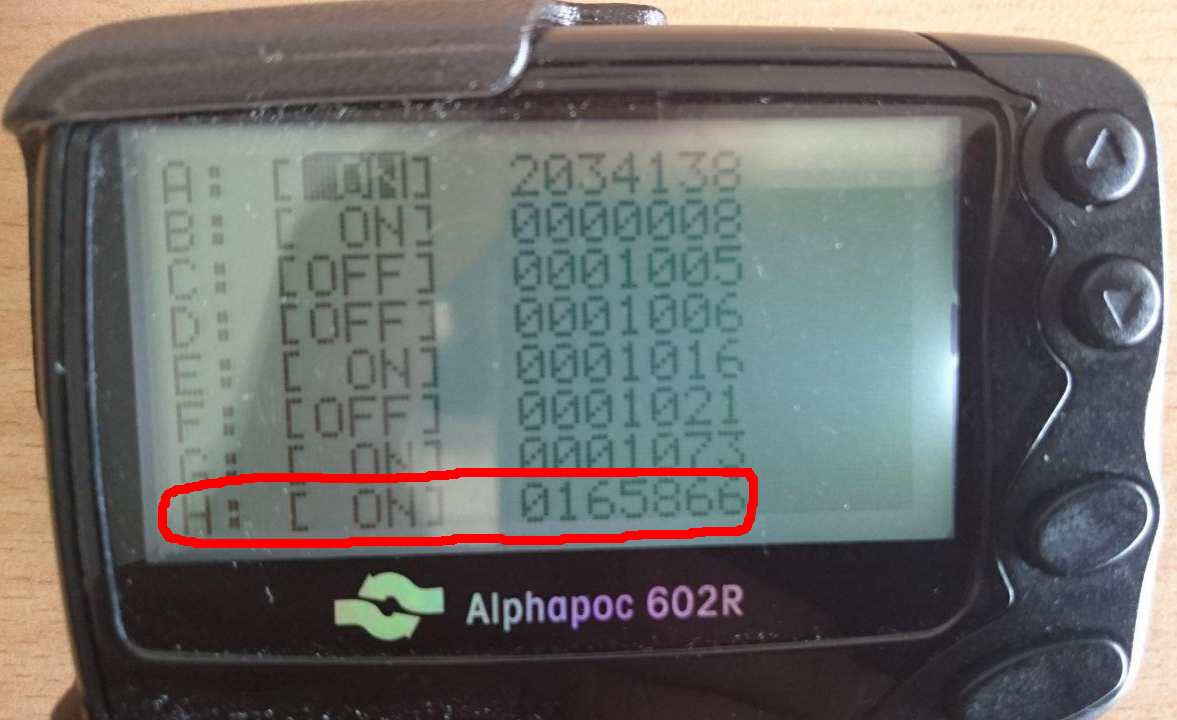 A: [ ON] 2034138
B: [ ON] 0000008
C: [OFF] 0001005
D: [OFF] 0001006
E: [ ON] 0001016
F: [OFF] 0001021
G: [ ON] 0001073
H: [ ON] 0165866
Alphapoc 602R